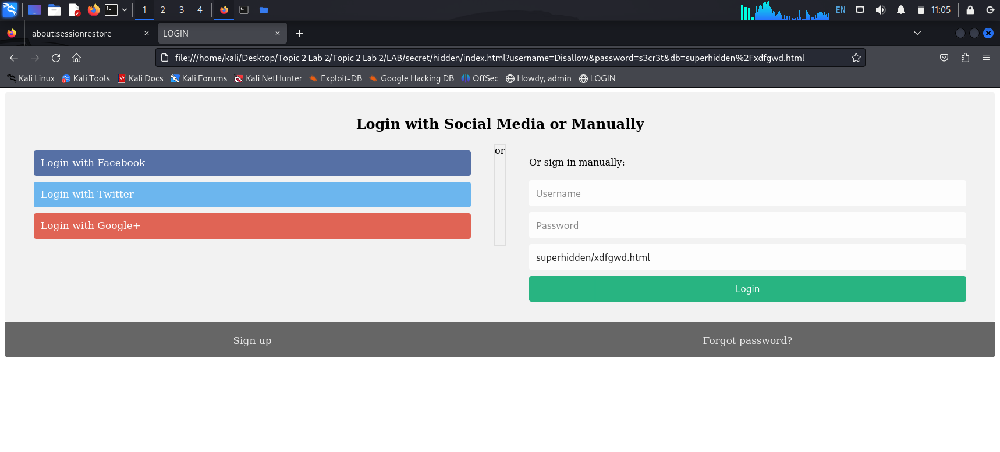 1 2 3 4 EN 11:05
about:sessionrestore LOGIN
file:///home/kali/Desktop/Topic 2 Lab 2/Topic 2 Lab 2/LAB/secret/hidden/index.html?username=Disallow&password=s3cr3t&db=superhidden%2Fxdfgwd.html
Kali Linux Kali Tools Kali Docs Kali Forums Kali NetHunter Exploit-DB Google Hacking DB OffSec Howdy, admin LOGIN
Login with Social Media or Manually
Login with Facebook
Login with Twitter
Login with Google+
or
Or sign in manually:
Username
Password
superhidden/xdfgwd.html
Login
Sign up Forgot password?